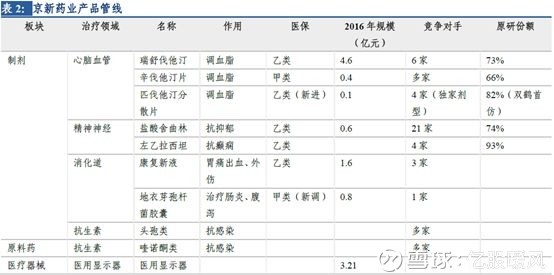 表 2：京新药业产品管线
板块 治疗领域 名称 作用 医保 2016 年规模（亿元） 竞争对手 原研份额
制剂 心脑血管 瑞舒伐他汀 调血脂 乙类 4.6 6 家 73%
辛伐他汀片 调血脂 甲类 0.4 多家 66%
匹伐他汀分散片 调血脂 乙类（新进） 0.1 4 家（独家剂型） 82%（双鹤首仿）
精神神经 盐酸舍曲林 抗抑郁 乙类 0.6 21 家 74%
左乙拉西坦 抗癫痫 乙类 4 家 93%
消化道 康复新液 胃痛出血、外伤 乙类 1.6 3 家
地衣芽孢杆菌胶囊 治疗肠炎、腹泻 甲类（新调） 0.8 1 家
抗生素 头孢类 抗感染 多家
原料药 抗生素 喹诺酮类 抗感染 多家
医疗器械 医用显示器 医用显示器 3.21